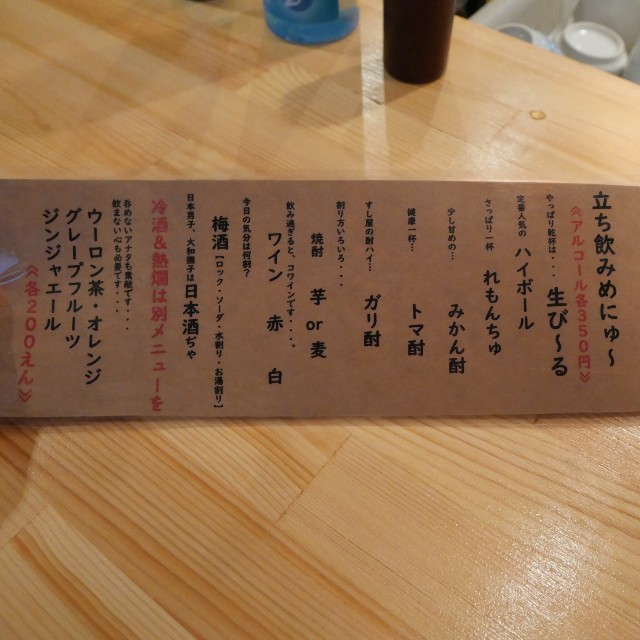 立ち飲みめにゅ〜
≪アルコール各350円≫
やっぱり乾杯は・・
生び〜る
定番人気の
ハイボール
さっぱり一杯
れもんちゅ
少し甘めの…
みかん酎
健康一杯…
トマ酎
すし屋の酎ハイ…
ガリ酎
割りいろいろ・・
焼酎 芋 or 麦
飲み過ぎると、コワインです・・・
ワイン 赤 白
今日の気分は何割？
梅酒【ロック・ソーダ・水割り・お湯割り】
日本男子、大和撫子は
日本酒ぢゃ
冷酒&熱燗は別メニューを
呑めないアナタも素敵です・・
飲まない心も必要です・・・
ウーロン茶・オレンジ
グレープフルーツ
ジンジャエール
≪各200えん≫